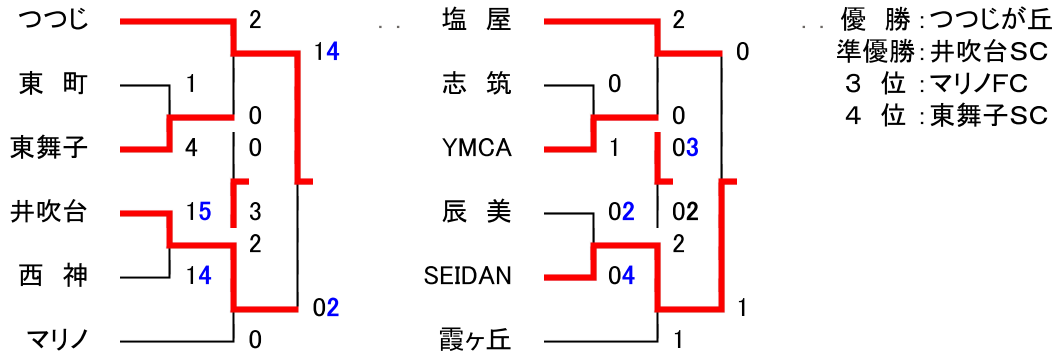 つつじ 2 .. 塩 屋 2 .. 優 勝:つつじが丘
14 0 準優勝:井吹台SC
東 町 1 志 筑 0 3 位:マリノFC
0 0 4 位:東舞子SC
東舞子 4 0 YMCA 1 03
井吹台 15 3 辰 美 02 02
2 2
西 神 14 SEIDAN 04
02 1
マリノ 0 霞ヶ丘 1